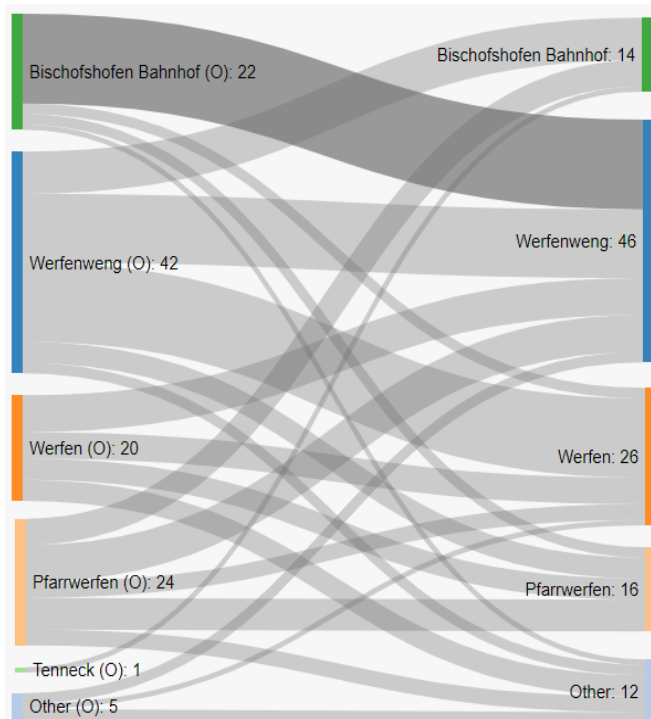 Bischofshofen Bahnhof (O): 22
Bischofshofen Bahnhof: 14
Werfenweng (O): 42
Werfenweng: 46
Werfen (O): 20
Werfen: 26
Pfarrwerfen (O): 24
Pfarrwerfen: 16
Tenneck (O): 1
Other (O): 5
Other: 12